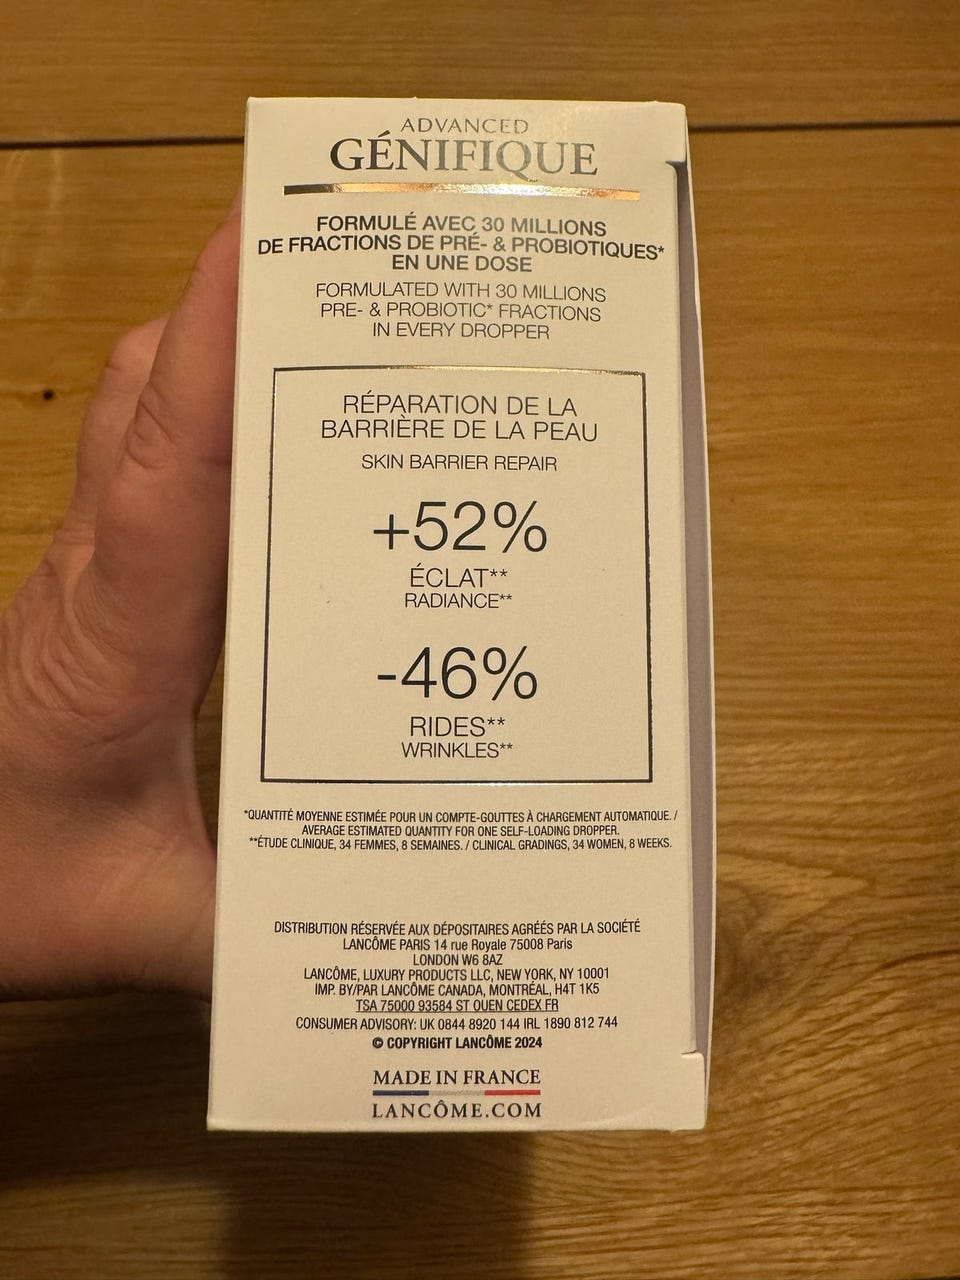 ADVANCED
GÉNIFIQUE
FORMULÉ AVEC 30 MILLIONS
DE FRACTIONS DE PRÉ- & PROBIOTIQUES*
EN UNE DOSE
FORMULATED WITH 30 MILLIONS
PRE- & PROBIOTIC* FRACTIONS
IN EVERY DROPPER
RÉPARATION DE LA
BARRIÈRE DE LA PEAU
SKIN BARRIER REPAIR
+52%
ÉCLAT**
RADIANCE**
-46%
RIDES**
WRINKLES**
*QUANTITÉ MOYENNE ESTIMÉE POUR UN COMPTE-GOUTTES À CHARGEMENT AUTOMATIQUE. /
AVERAGE ESTIMATED QUANTITY FOR ONE SELF-LOADING DROPPER.
**ÉTUDE CLINIQUE, 34 FEMMES, 8 SEMAINES. / CLINICAL GRADINGS, 34 WOMEN, 8 WEEKS.
DISTRIBUTION RÉSERVÉE AUX DÉPOSITAIRES AGRÉÉS PAR LA SOCIÉTÉ
LANCÔME PARIS 14 rue Royale 75008 Paris
LONDON W6 8AZ
LANCÔME, LUXURY PRODUCTS LLC, NEW YORK, NY 10001
IMP. BY/PAR LANCÔME CANADA, MONTRÉAL, H4T 1K5
TSA 75000 93584 ST OUEN CEDEX FR
CONSUMER ADVISORY: UK 0844 8920 144 IRL 1890 812 744
© COPYRIGHT LANCÔME 2024
MADE IN FRANCE
LANCÔME.COM